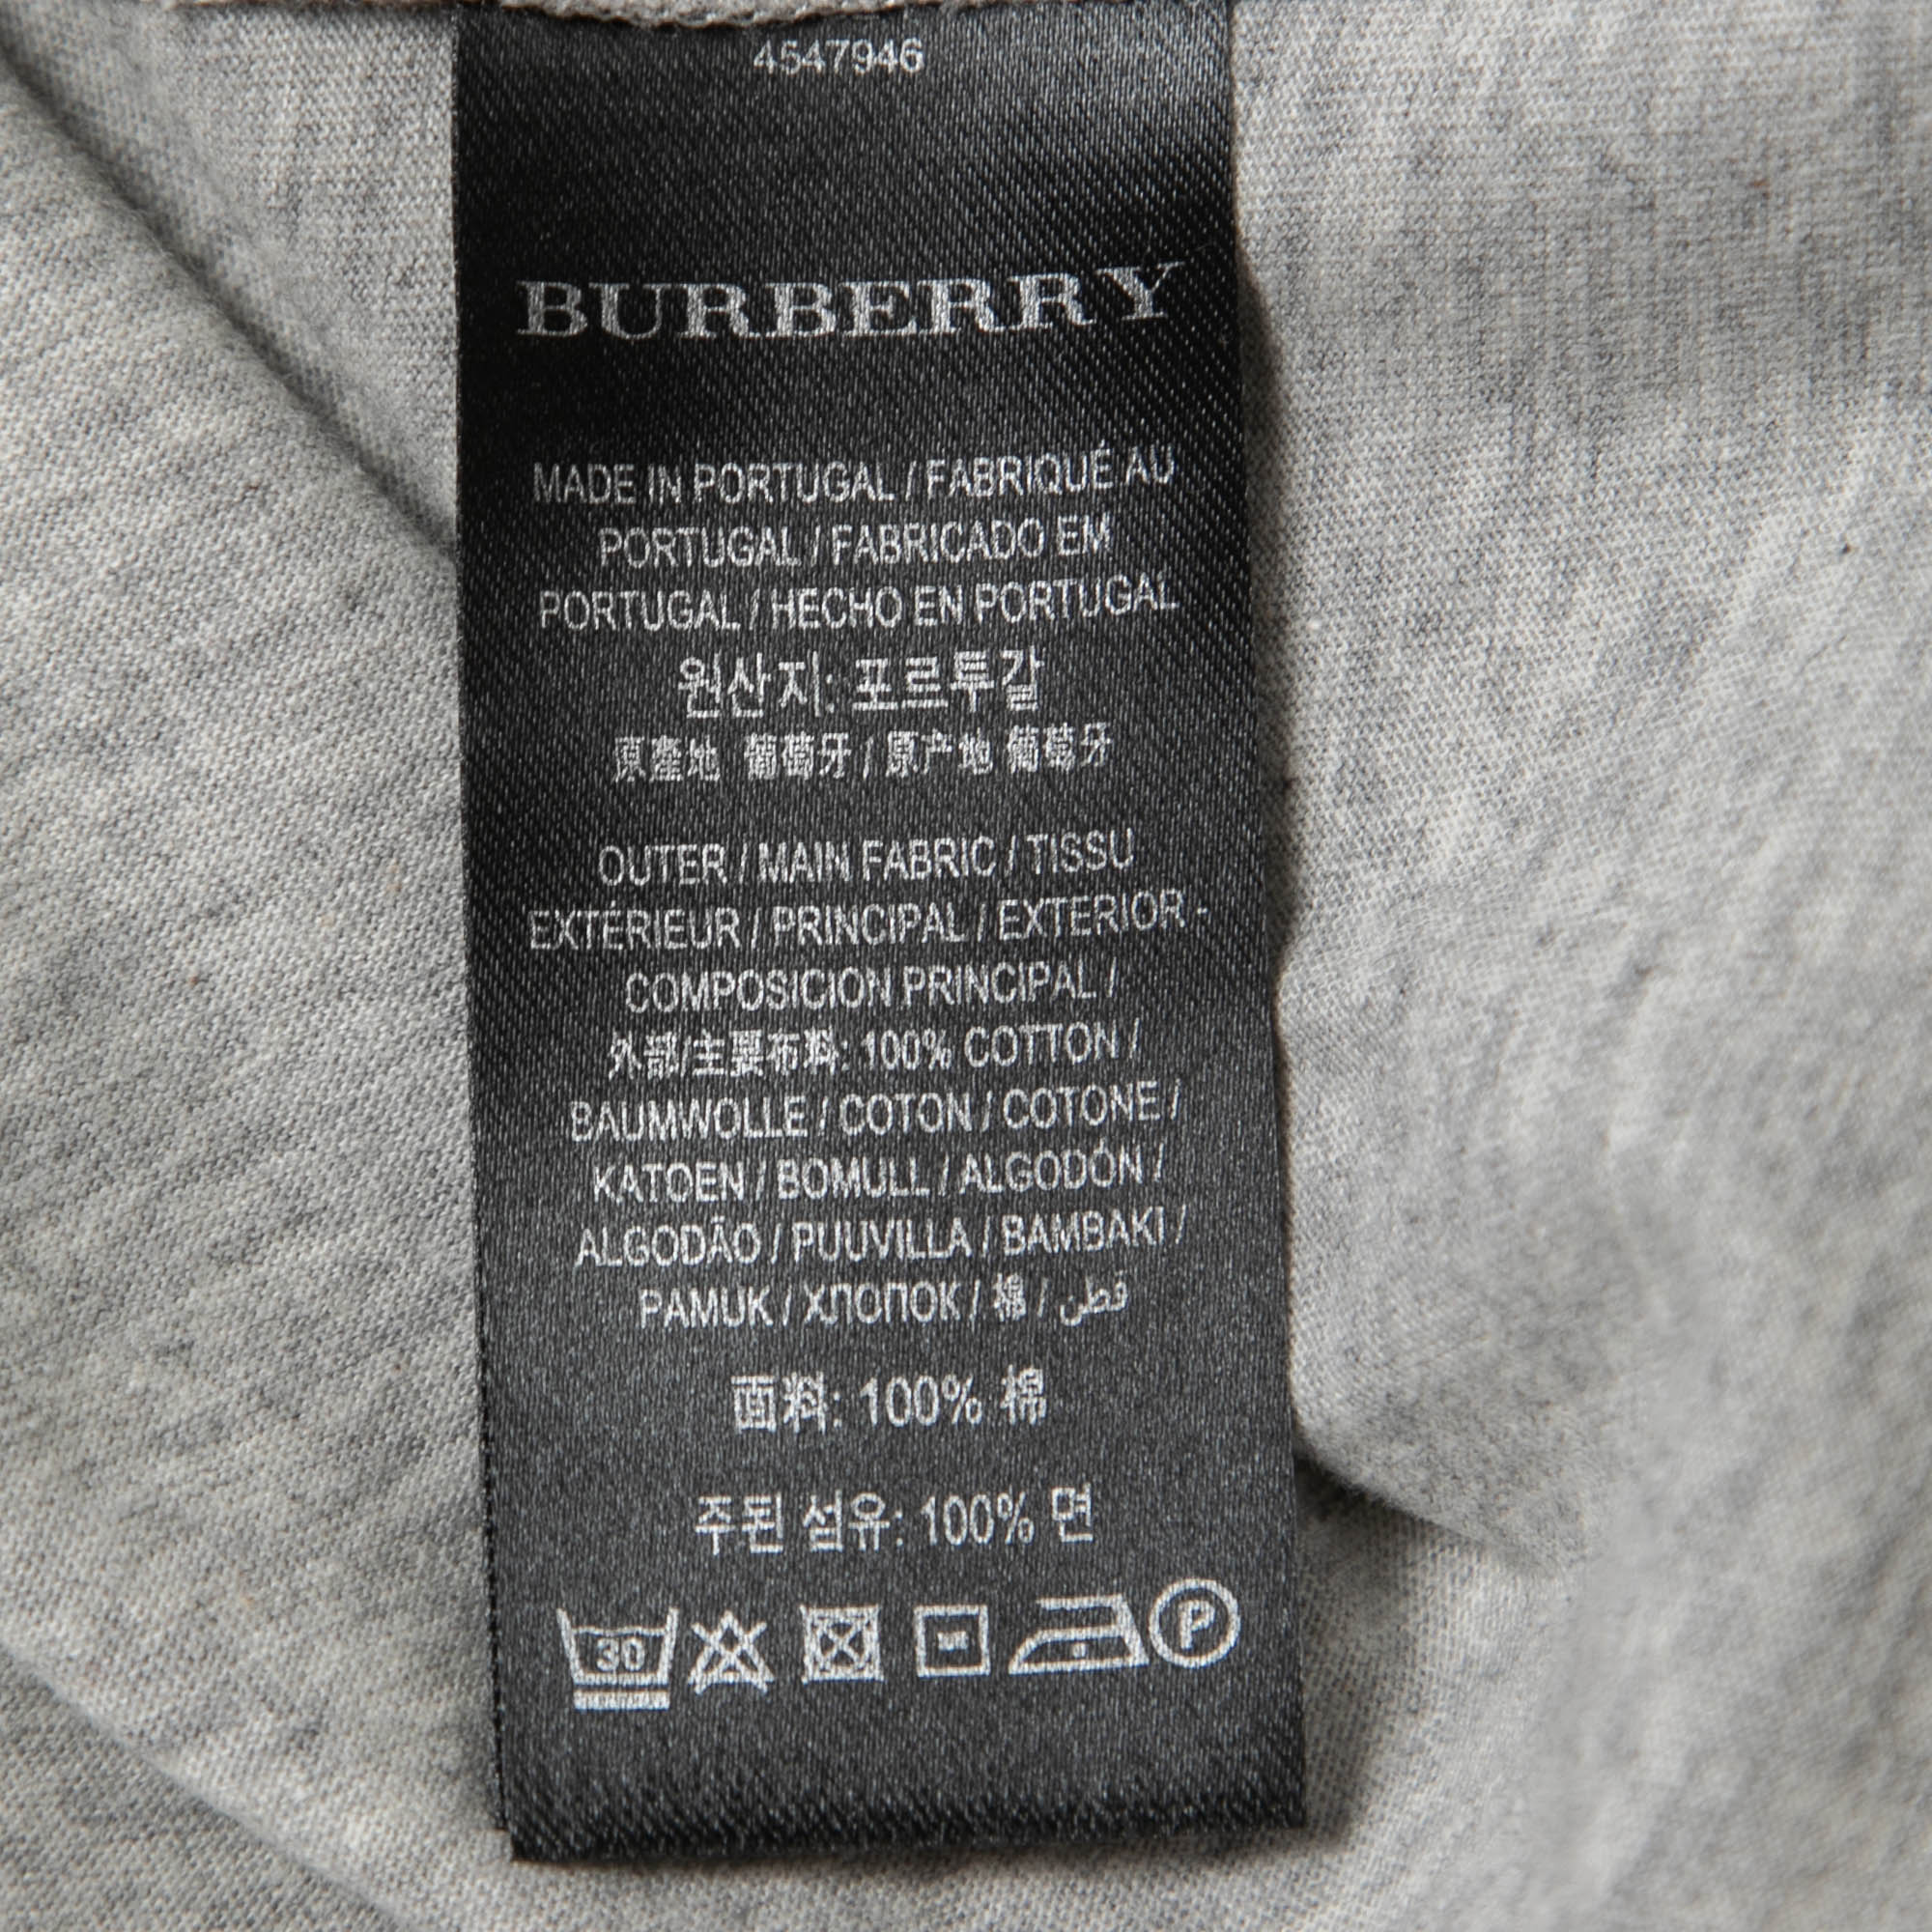 4547946
BURBERRY
MADE IN PORTUGAL / FABRIQUÉ AU
PORTUGAL / FABRICADO EM
PORTUGAL / HECHO EN PORTUGAL
원산지: 포르투갈
原產地 葡萄牙 / 原产地 葡萄牙
OUTER / MAIN FABRIC / TISSU
EXTÉRIEUR / PRINCIPAL / EXTERIOR -
COMPOSICION PRINCIPAL /
外部/主要布料: 100% COTTON /
BAUMWOLLE / COTON / COTONE /
KATOEN / BOMULL / ALGODÓN /
ALGODÃO / PUUVILLA / BAMBAKI /
PAMUK / ХЛОПОК / 棉 / قطن
面料: 100% 棉
주된 섬유: 100% 면
30 P